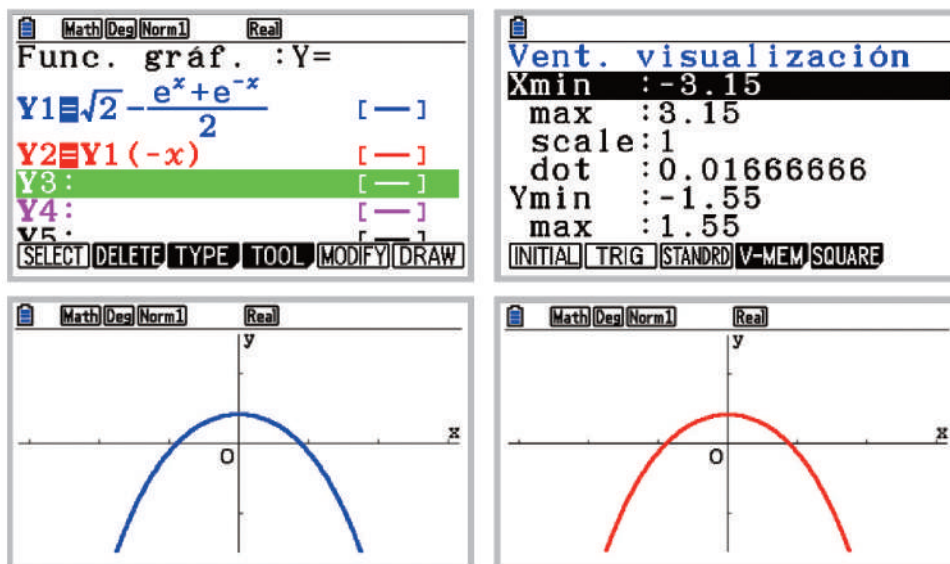 Math Deg Norm1 Real
Func. gráf. :Y=
Y1=√2-(e^x+e^-x)/2 [—]
Y2=Y1(-x) [—]
Y3: [—]
Y4: [—]
Y5: [—]
SELECT DELETE TYPE TOOL MODIFY DRAW
Vent. visualización
Xmin :-3.15
max :3.15
scale:1
dot :0.01666666
Ymin :-1.55
max :1.55
INITIAL TRIG STANDRD V-MEM SQUARE
Math Deg Norm1 Real
y
x
O
Math Deg Norm1 Real
y
x
O